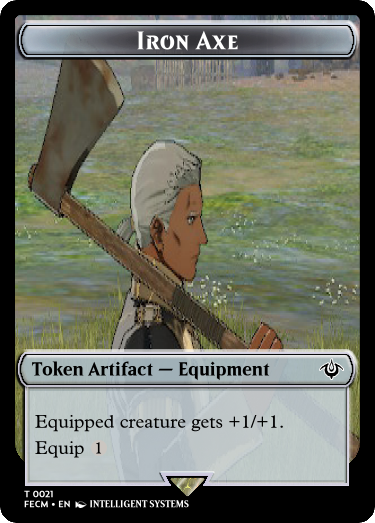 Iron Axe
Token Artifact — Equipment
Equipped creature gets +1/+1.
Equip 1
T 0021
FECM • EN INTELLIGENT SYSTEMS